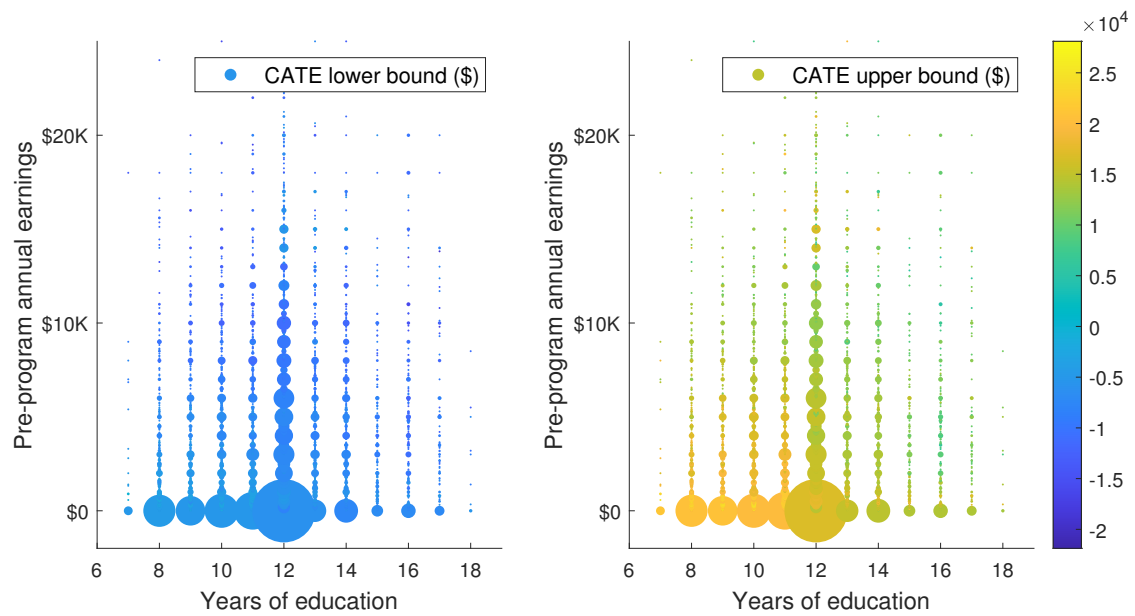 CATE lower bound ($)
$20K
$10K
$0
Pre-program annual earnings
6 8 10 12 14 16 18
Years of education
CATE upper bound ($)
$20K
$10K
$0
Pre-program annual earnings
6 8 10 12 14 16 18
Years of education
×10⁴
2.5
2
1.5
1
0.5
0
-0.5
-1
-1.5
-2